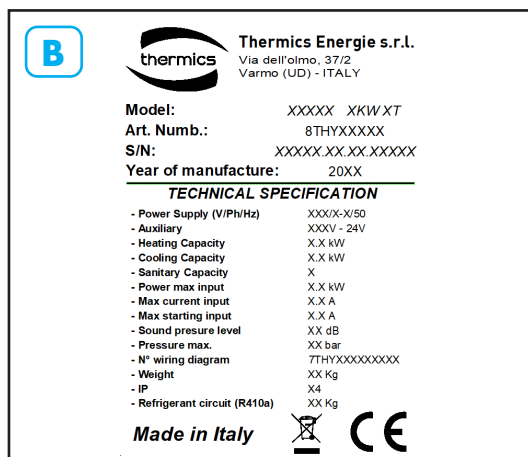 B
thermics
Thermics Energie s.r.l.
Via dell'olmo, 37/2
Varmo (UD) - ITALY
Model: XXXXX XKW XT
Art. Numb.: 8THYXXXXX
S/N: XXXXX.XX.XX.XXXXX
Year of manufacture: 20XX
TECHNICAL SPECIFICATION
- Power Supply (V/Ph/Hz) XXX/X-X/50
- Auxiliary XXXV - 24V
- Heating Capacity X.X kW
- Cooling Capacity X.X kW
- Sanitary Capacity X
- Power max input X.X kW
- Max current input X.X A
- Max starting input X.X A
- Sound presure level XX dB
- Pressure max. XX bar
- N° wiring diagram 7THYXXXXXXXXX
- Weight XX Kg
- IP X4
- Refrigerant circuit (R410a) XX Kg
Made in Italy CE